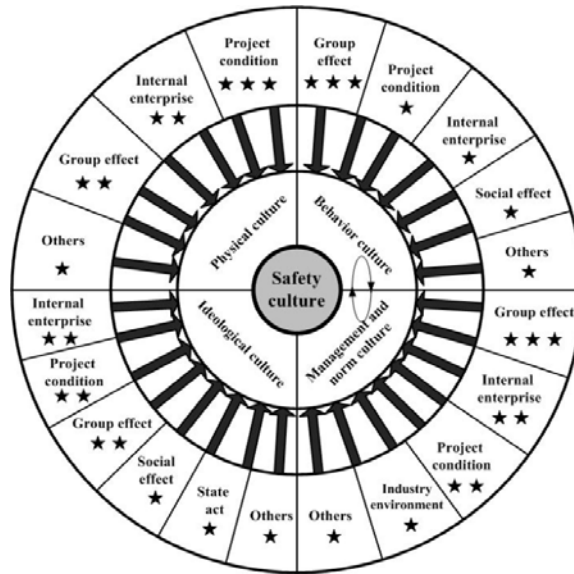 Project
condition
★ ★ ★
Group
effect
★ ★ ★
Internal
enterprise
★ ★
Project
condition
★
Group effect
★ ★
Internal
enterprise
★
Others
★
Social effect
★
Others
★
Physical culture
Behavior culture
Safety
culture
Ideological culture
Management and
norm culture
Internal
enterprise
★ ★
Group effect
★ ★ ★
Project
condition
★ ★
Internal
enterprise
★ ★
Group effect
★ ★
Project
condition
★ ★
Social
effect
★
Industry
environment
★
State
act
★
Others
★
Others
★